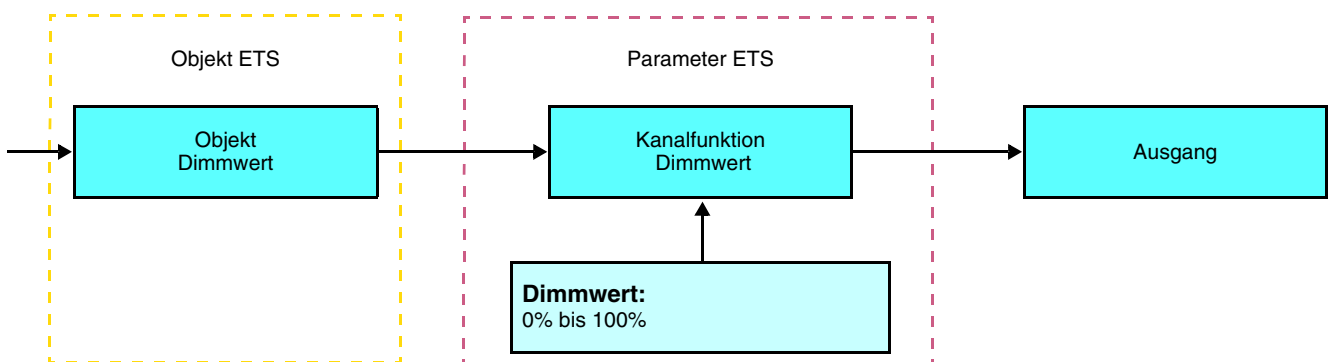 Objekt ETS
Parameter ETS
Objekt
Dimmwert
Kanalfunktion
Dimmwert
Ausgang
Dimmwert:
0% bis 100%